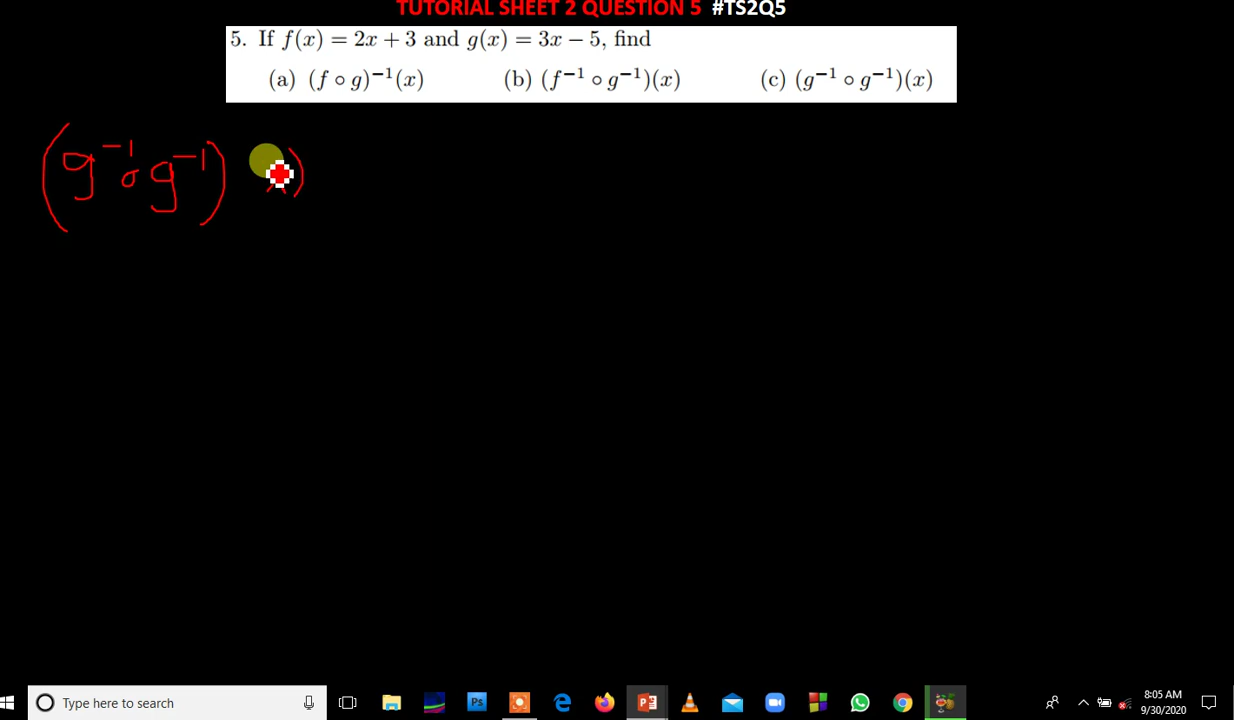 TUTORIAL SHEET 2 QUESTION 5 #TS2Q5
5. If f(x) = 2x + 3 and g(x) = 3x − 5, find
(a) (f ∘ g)⁻¹(x) (b) (f⁻¹ ∘ g⁻¹)(x) (c) (g⁻¹ ∘ g⁻¹)(x)
(g⁻¹ ∘ g⁻¹) )
Type here to search
8:05 AM
9/30/2020